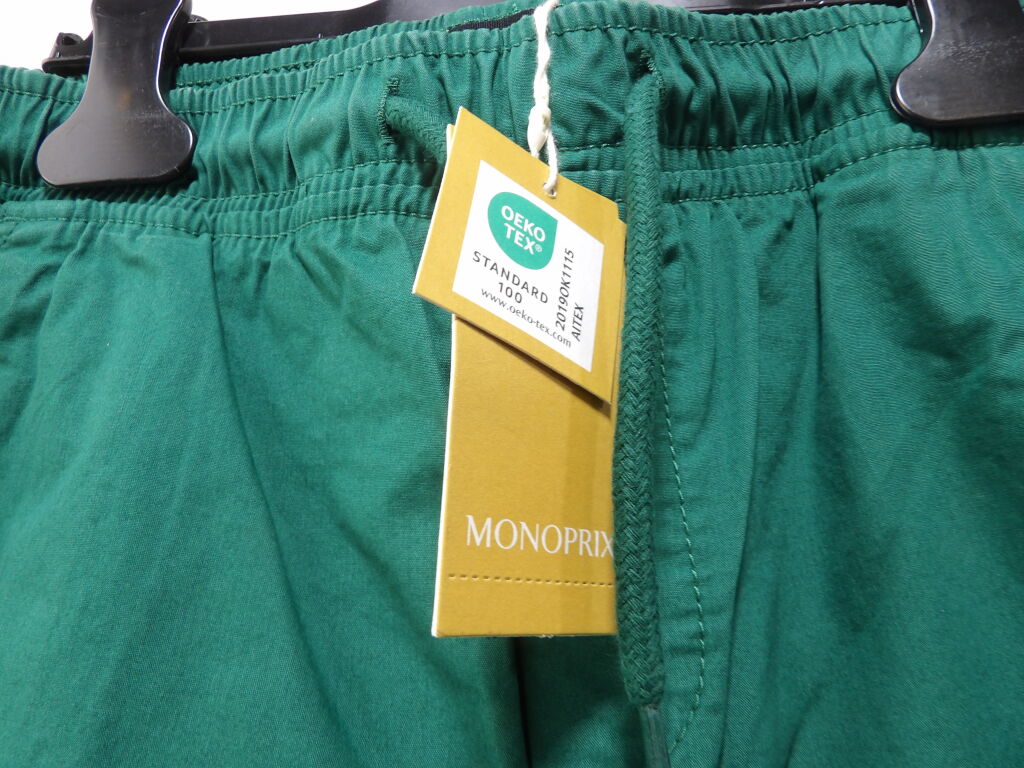 OEKO
TEX®
STANDARD
100
www.oeko-tex.com
2019OK1115
AITEX
MONOPRIX